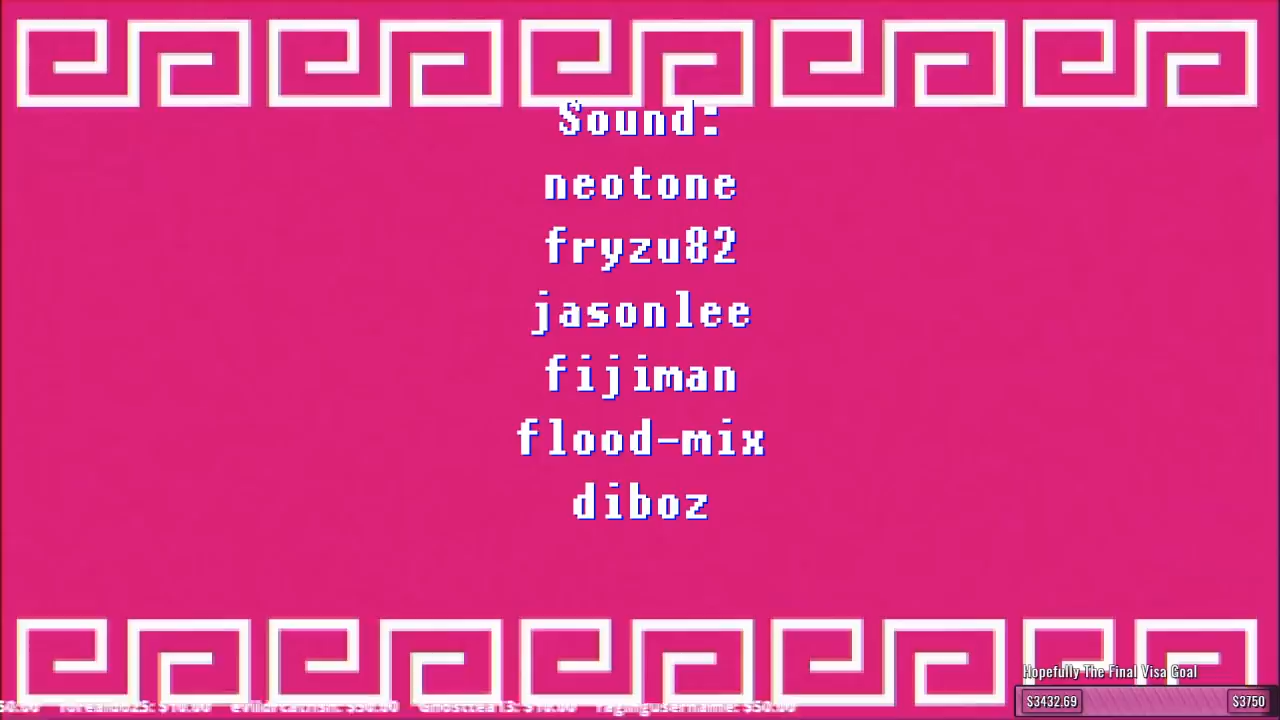 Sound:
neotone
fryzu82
jasonlee
fijiman
flood-mix
diboz
Hopefully The Final Visa Goal
$3432.69
$3750